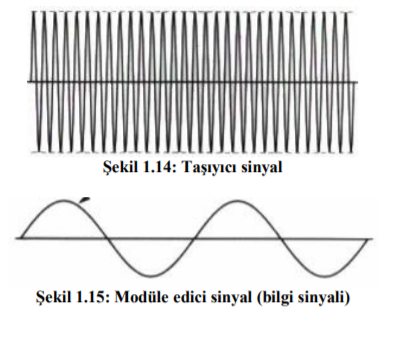 Şekil 1.14: Taşıyıcı sinyal
Şekil 1.15: Modüle edici sinyal (bilgi sinyali)